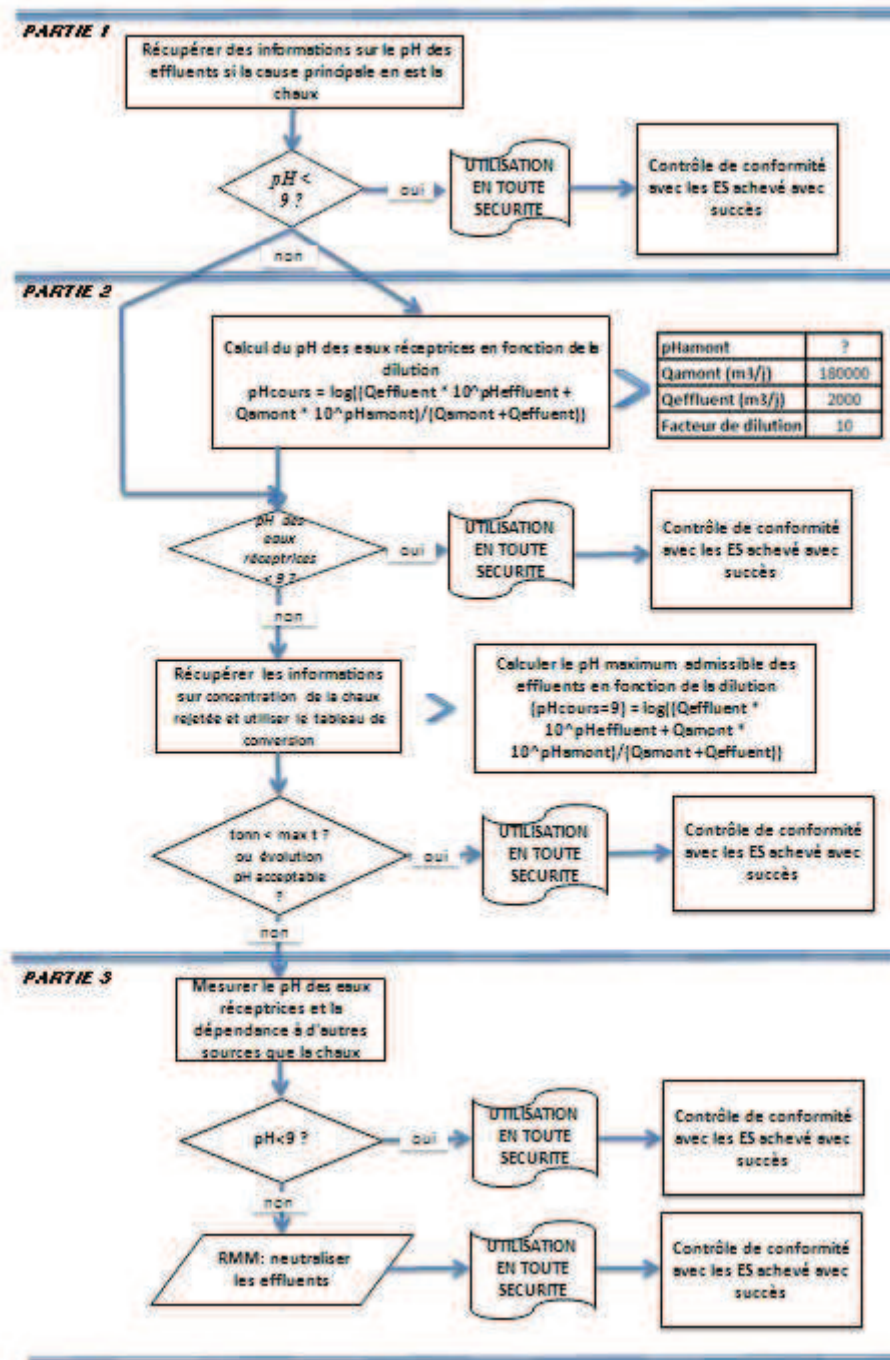 PARTIE 1
Récupérer des informations sur le pH des
effluents si la cause principale en est la
chaux
pH <
9 ?
oui
UTILISATION
EN TOUTE
SECURITE
Contrôle de conformité
avec les ES achevé avec
succès
non
PARTIE 2
Calcul du pH des eaux réceptrices en fonction de la
dilution
pHcours = log((Qeffluent * 10^pHeffluent +
Qamont * 10^pHamont)/(Qamont +Qeffuent))
pHamont ?
Qamont (m3/j) 180000
Qeffluent (m3/j) 2000
Facteur de dilution 10
pH des
eaux
réceptrices
< 9 ?
oui
UTILISATION
EN TOUTE
SECURITE
Contrôle de conformité
avec les ES achevé avec
succès
non
Récupérer les informations
sur concentration de la chaux
rejetée et utiliser le tableau de
conversion
Calculer le pH maximum admissible des
effluents en fonction de la dilution
(pHcours=9) = log((Qeffluent *
10^pHeffluent + Qamont *
10^pHamont)/(Qamont +Qeffuent))
tonn < max t ?
ou évolution
pH acceptable
?
oui
UTILISATION
EN TOUTE
SECURITE
Contrôle de conformité
avec les ES achevé avec
succès
non
PARTIE 3
Mesurer le pH des eaux
réceptrices et la
dépendance à d'autres
sources que la chaux
pH<9 ?
oui
UTILISATION
EN TOUTE
SECURITE
Contrôle de conformité
avec les ES achevé avec
succès
non
RMM: neutraliser
les effluents
UTILISATION
EN TOUTE
SECURITE
Contrôle de conformité
avec les ES achevé avec
succès